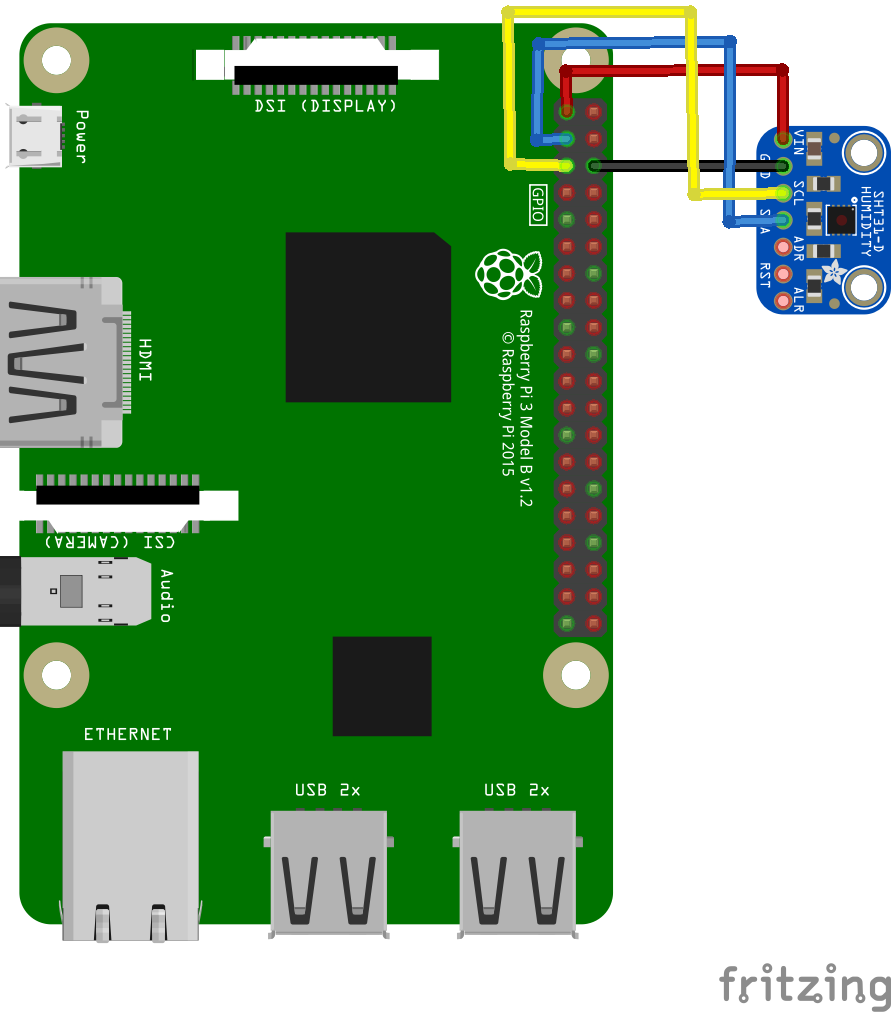 DSI (DISPLAY)
Power
GPIO
HDMI
Raspberry Pi 3 Model B v1.2
© Raspberry Pi 2015
CSI (CAMERA)
Audio
ETHERNET
USB 2x
USB 2x
VIN
GND
SCL
SDA
ADR
RST
ALR
SHT31-D
HUMIDITY
fritzing